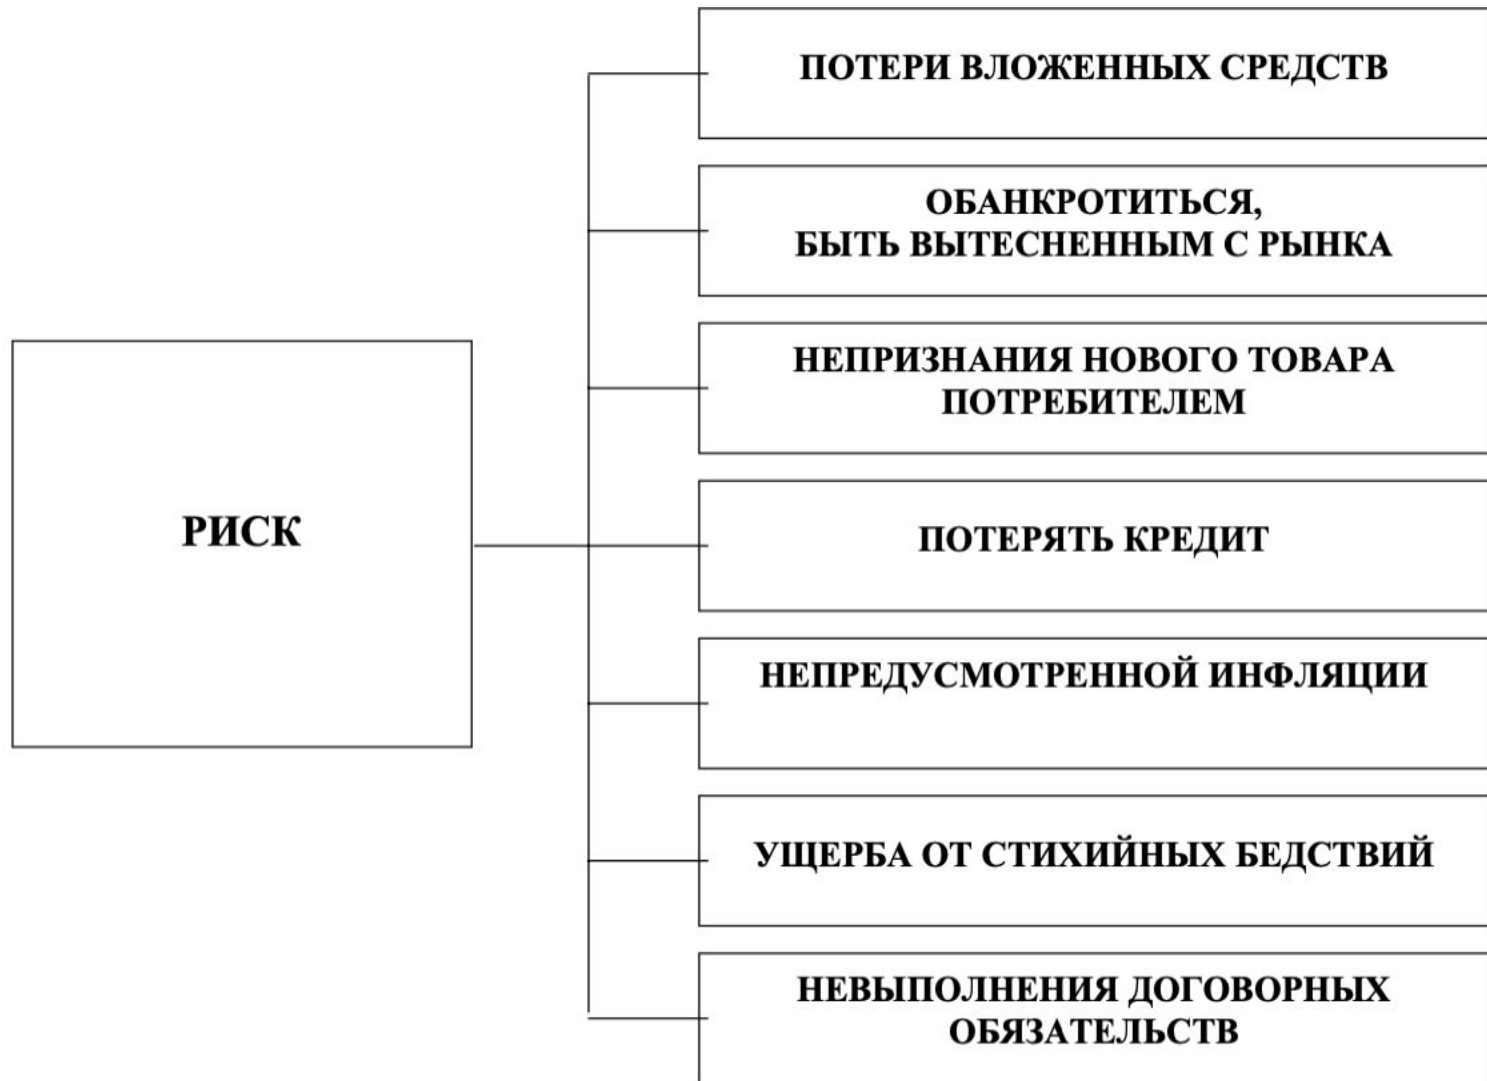 ПОТЕРИ ВЛОЖЕННЫХ СРЕДСТВ
ОБАНКРОТИТЬСЯ,
БЫТЬ ВЫТЕСНЕННЫМ С РЫНКА
НЕПРИЗНАНИЯ НОВОГО ТОВАРА
ПОТРЕБИТЕЛЕМ
РИСК
ПОТЕРЯТЬ КРЕДИТ
НЕПРЕДУСМОТРЕННОЙ ИНФЛЯЦИИ
УЩЕРБА ОТ СТИХИЙНЫХ БЕДСТВИЙ
НЕВЫПОЛНЕНИЯ ДОГОВОРНЫХ
ОБЯЗАТЕЛЬСТВ